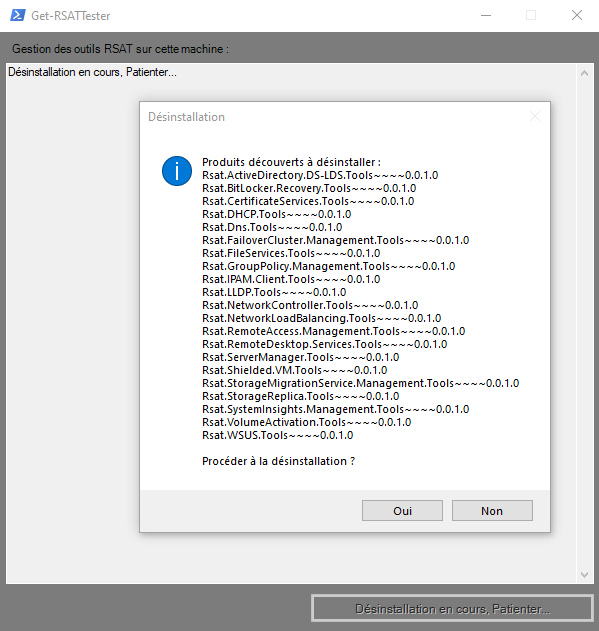 Get-RSATTester
Gestion des outils RSAT sur cette machine :
Désinstallation en cours, Patienter...
Désinstallation
Produits découverts à désinstaller :
Rsat.ActiveDirectory.DS-LDS.Tools~~~~0.0.1.0
Rsat.BitLocker.Recovery.Tools~~~~0.0.1.0
Rsat.CertificateServices.Tools~~~~0.0.1.0
Rsat.DHCP.Tools~~~~0.0.1.0
Rsat.Dns.Tools~~~~0.0.1.0
Rsat.FailoverCluster.Management.Tools~~~~0.0.1.0
Rsat.FileServices.Tools~~~~0.0.1.0
Rsat.GroupPolicy.Management.Tools~~~~0.0.1.0
Rsat.IPAM.Client.Tools~~~~0.0.1.0
Rsat.LLDP.Tools~~~~0.0.1.0
Rsat.NetworkController.Tools~~~~0.0.1.0
Rsat.NetworkLoadBalancing.Tools~~~~0.0.1.0
Rsat.RemoteAccess.Management.Tools~~~~0.0.1.0
Rsat.RemoteDesktop.Services.Tools~~~~0.0.1.0
Rsat.ServerManager.Tools~~~~0.0.1.0
Rsat.Shielded.VM.Tools~~~~0.0.1.0
Rsat.StorageMigrationService.Management.Tools~~~~0.0.1.0
Rsat.StorageReplica.Tools~~~~0.0.1.0
Rsat.SystemInsights.Management.Tools~~~~0.0.1.0
Rsat.VolumeActivation.Tools~~~~0.0.1.0
Rsat.WSUS.Tools~~~~0.0.1.0
Procéder à la désinstallation ?
Oui
Non
Désinstallation en cours, Patienter...